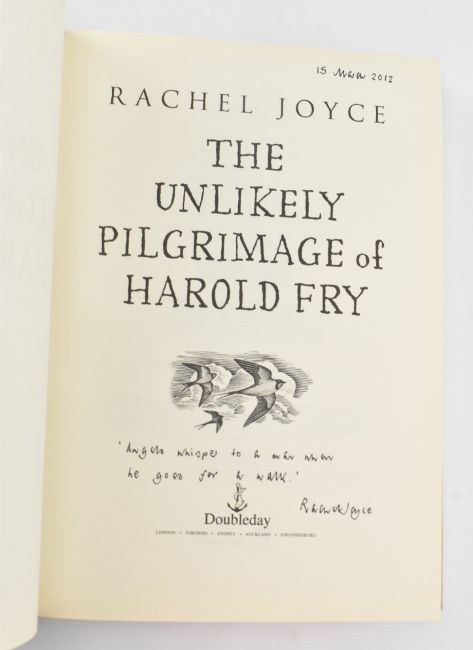 15 March 2012
RACHEL JOYCE
THE
UNLIKELY
PILGRIMAGE of
HAROLD FRY
'Angels whisper to a man when
he goes for a walk.'
Rachel Joyce
Doubleday
LONDON • TORONTO • SYDNEY • AUCKLAND • JOHANNESBURG